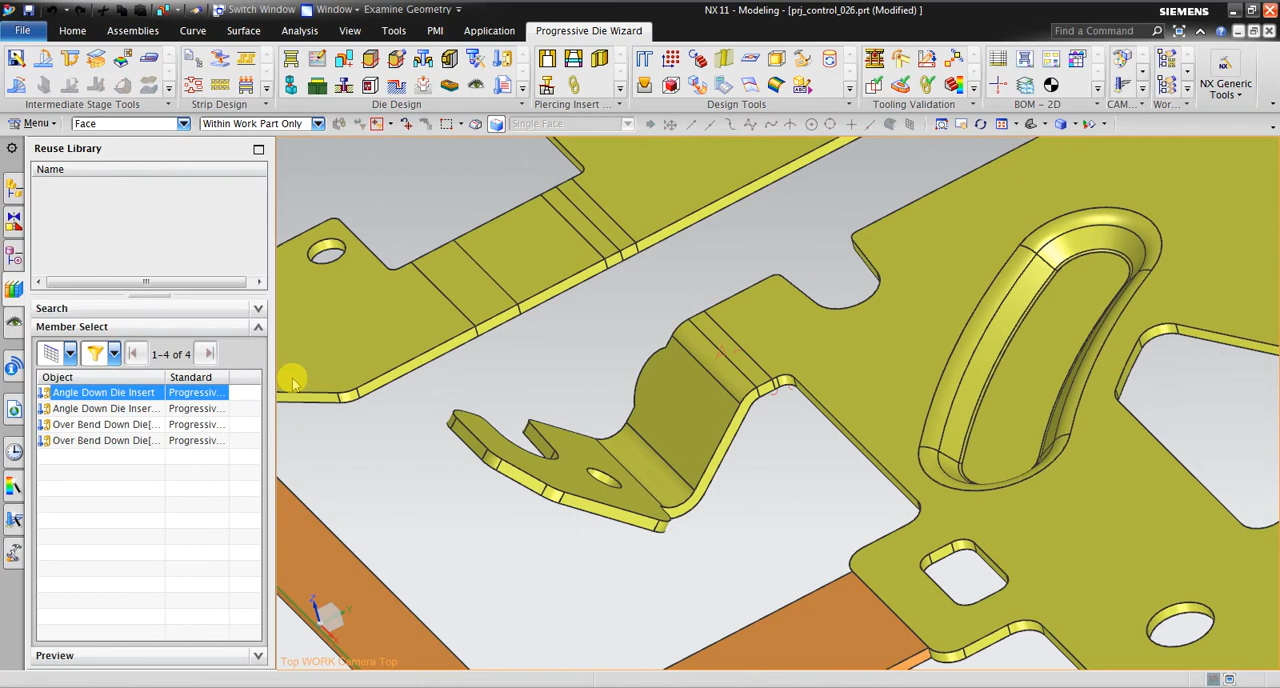 Switch Window Window Examine Geometry NX 11 - Modeling - [prj_control_026.prt (Modified) ] SIEMENS
File Home Assemblies Curve Surface Analysis View Tools PMI Application Progressive Die Wizard Find a Command
NX Generic
Tools
Intermediate Stage Tools Strip Design Die Design Piercing Insert ... Design Tools Tooling Validation BOM - 2D CAM... Wor...
Menu Face Within Work Part Only Single Face
Reuse Library
Name
Search
Member Select
1-4 of 4
Object Standard
Angle Down Die Insert Progressiv...
Angle Down Die Inser... Progressiv...
Over Bend Down Die[... Progressiv...
Over Bend Down Die[... Progressiv...
Preview
Top WORK Camera Top